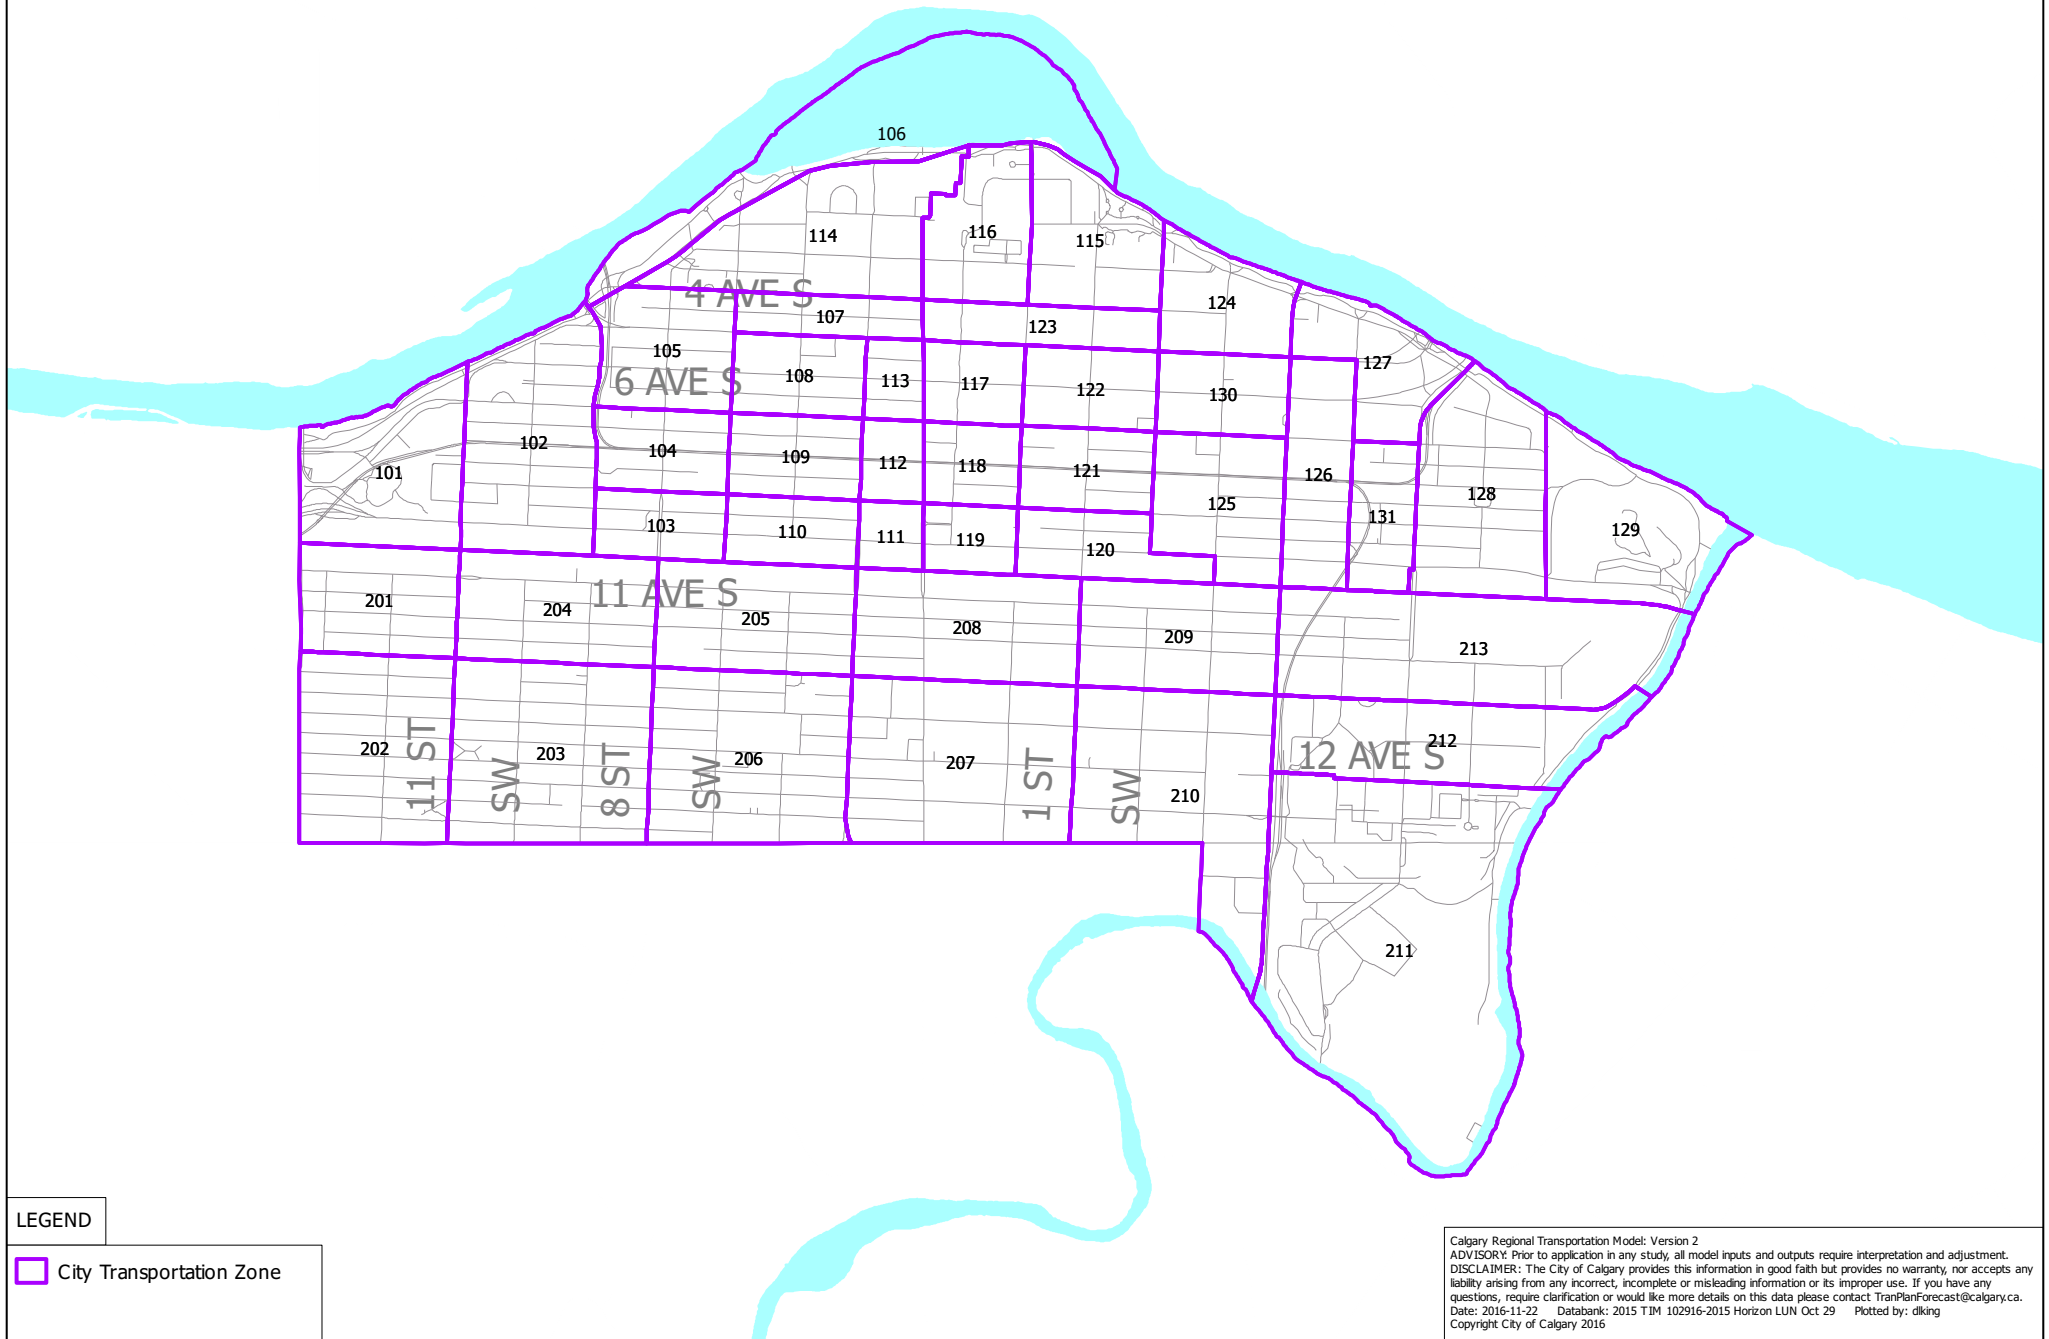 106
114
116
115
4 AVE S
124
107
123
105
127
6 AVE S
108
113
117
122
130
101
102
104
109
112
118
121
126
128
125
131
129
103
110
111
119
120
201
204
11 AVE S
205
208
209
213
202
11 ST
SW
203
8 ST
SW
206
207
1 ST
SW
210
12 AVE S
212
211
LEGEND
City Transportation Zone
Calgary Regional Transportation Model: Version 2
ADVISORY: Prior to application in any study, all model inputs and outputs require interpretation and adjustment.
DISCLAIMER: The City of Calgary provides this information in good faith but provides no warranty, nor accepts any
liability arising from any incorrect, incomplete or misleading information or its improper use. If you have any
questions, require clarification or would like more details on this data please contact TranPlanForecast@calgary.ca.
Date: 2016-11-22 Databank: 2015 TIM 102916-2015 Horizon LUN Oct 29 Plotted by: dlking
Copyright City of Calgary 2016